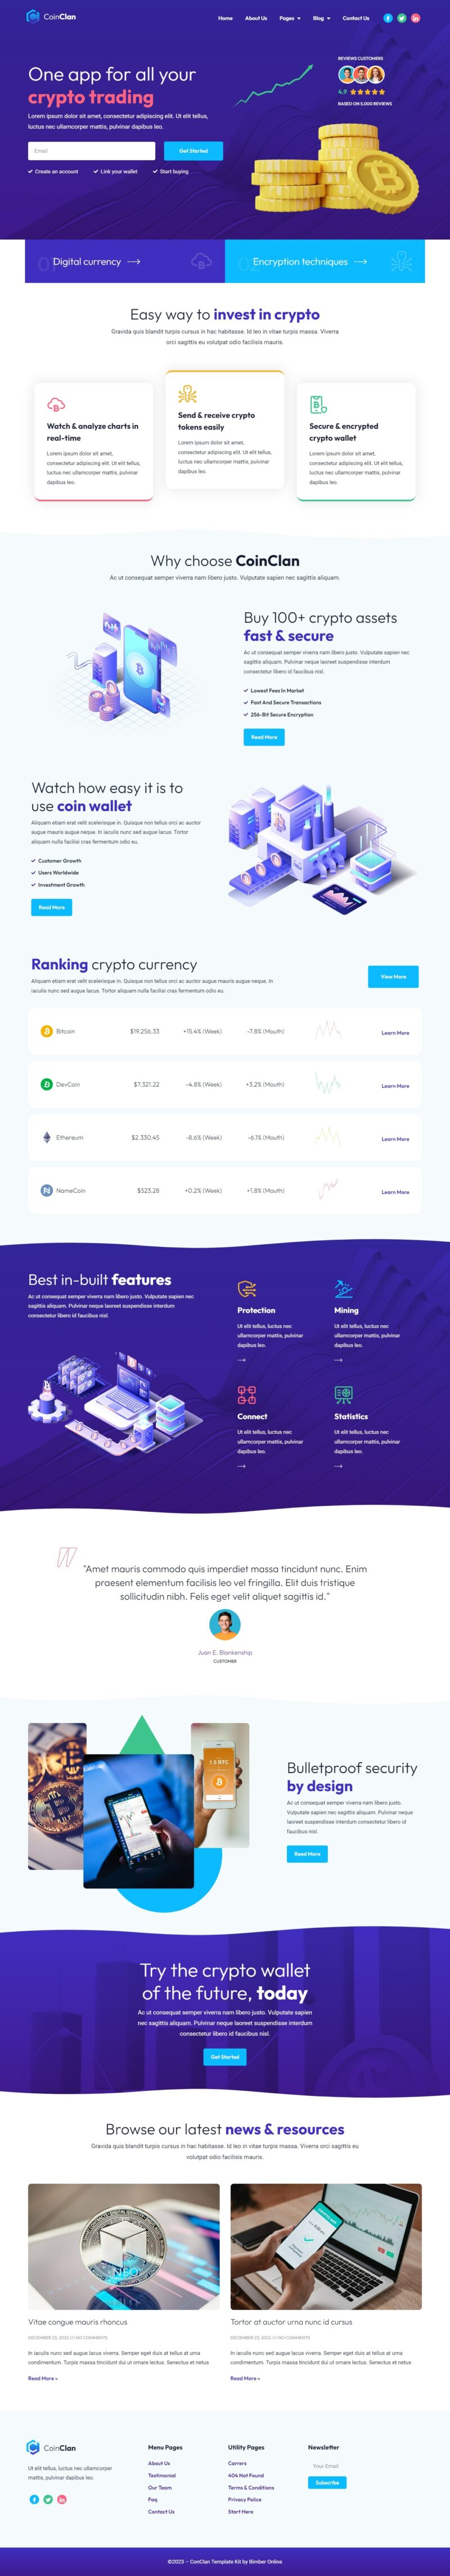 CoinClan
Home About Us Pages Blog Contact Us
One app for all your
crypto trading
Lorem ipsum dolor sit amet, consectetur adipiscing elit. Ut elit tellus,
luctus nec ullamcorper mattis, pulvinar dapibus leo.
Email
Get Started
Create an account Link your wallet Start buying
REVIEWS CUSTOMERS
4.9
BASED ON 5,000 REVIEWS
01 Digital currency
02 Encryption techniques
Easy way to invest in crypto
Gravida quis blandit turpis cursus in hac habitasse. Id leo in vitae turpis massa. Viverra
orci sagittis eu volutpat odio facilisis mauris.
Watch & analyze charts in
real-time
Lorem ipsum dolor sit amet,
consectetur adipiscing elit. Ut elit tellus,
luctus nec ullamcorper mattis, pulvinar
dapibus leo.
Send & receive crypto
tokens easily
Lorem ipsum dolor sit amet,
consectetur adipiscing elit. Ut elit tellus,
luctus nec ullamcorper mattis, pulvinar
dapibus leo.
Secure & encrypted
crypto wallet
Lorem ipsum dolor sit amet,
consectetur adipiscing elit. Ut elit tellus,
luctus nec ullamcorper mattis, pulvinar
dapibus leo.
Why choose CoinClan
Ac ut consequat semper viverra nam libero justo. Vulputate sapien nec sagittis aliquam.
Buy 100+ crypto assets
fast & secure
Ac ut consequat semper viverra nam libero justo. Vulputate sapien nec
sagittis aliquam. Pulvinar neque laoreet suspendisse interdum
consectetur libero id faucibus nisl.
Lowest Fees In Market
Fast And Secure Transactions
256-Bit Secure Encryption
Read More
Watch how easy it is to
use coin wallet
Aliquam etiam erat velit scelerisque in. Quisque non tellus orci ac auctor
augue mauris augue neque. In iaculis nunc sed augue lacus. Tortor
aliquam nulla facilisi cras fermentum odio eu.
Customer Growth
Users Worldwide
Investment Growth
Read More
Ranking crypto currency
Aliquam etiam erat velit scelerisque in. Quisque non tellus orci ac auctor augue mauris augue neque. In
iaculis nunc sed augue lacus. Tortor aliquam nulla facilisi cras fermentum odio eu.
View More
Bitcoin $19.256.33 +15.4% (Week) -7.8% (Mouth) Learn More
DevCoin $7,321.22 -4.8% (Week) +3.2% (Mouth) Learn More
Ethereum $2.330,45 -8.6% (Week) -6.1% (Mouth) Learn More
NameCoin $523.28 +0.2% (Week) +1.8% (Mouth) Learn More
Best in-built features
Ac ut consequat semper viverra nam libero justo. Vulputate sapien nec
sagittis aliquam. Pulvinar neque laoreet suspendisse interdum
consectetur libero id faucibus nisl.
Protection
Ut elit tellus, luctus nec
ullamcorper mattis, pulvinar
dapibus leo.
Mining
Ut elit tellus, luctus nec
ullamcorper mattis, pulvinar
dapibus leo.
Connect
Ut elit tellus, luctus nec
ullamcorper mattis, pulvinar
dapibus leo.
Statistics
Ut elit tellus, luctus nec
ullamcorper mattis, pulvinar
dapibus leo.
"Amet mauris commodo quis imperdiet massa tincidunt nunc. Enim
praesent elementum facilisis leo vel fringilla. Elit duis tristique
sollicitudin nibh. Felis eget velit aliquet sagittis id."
Juan E. Blankenship
CUSTOMER
1.5 BTC
Bulletproof security
by design
Ac ut consequat semper viverra nam libero justo.
Vulputate sapien nec sagittis aliquam. Pulvinar neque
laoreet suspendisse interdum consectetur libero id
faucibus nisl.
Read More
Try the crypto wallet
of the future, today
Ac ut consequat semper viverra nam libero justo. Vulputate sapien
nec sagittis aliquam. Pulvinar neque laoreet suspendisse interdum
consectetur libero id faucibus nisl.
Get Started
Browse our latest news & resources
Gravida quis blandit turpis cursus in hac habitasse. Id leo in vitae turpis massa. Viverra orci sagittis eu
volutpat odio facilisis mauris.
NEO
Vitae congue mauris rhoncus
DECEMBER 23, 2022 /// NO COMMENTS
In iaculis nunc sed augue lacus viverra. Semper eget duis at tellus at urna
condimentum. Turpis massa tincidunt dui ut ornare lectus. Senectus et netus
Read More »
Tortor at auctor urna nunc id cursus
DECEMBER 23, 2022 /// NO COMMENTS
In iaculis nunc sed augue lacus viverra. Semper eget duis at tellus at urna
condimentum. Turpis massa tincidunt dui ut ornare lectus. Senectus et netus
Read More »
CoinClan
Ut elit tellus, luctus nec ullamcorper
mattis, pulvinar dapibus leo.
Menu Pages
About Us
Testimonial
Our Team
Faq
Contact Us
Utility Pages
Carrers
404 Not Found
Terms & Conditions
Privacy Police
Start Here
Newsletter
Your Email
Subscribe
©2023 – ConClan Template Kit by Bimber Online